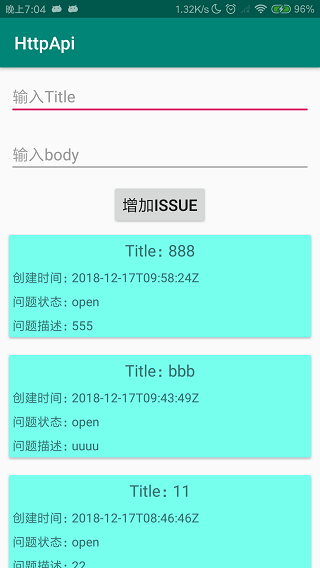 晚上7:04 1.32K/s 96%
HttpApi
输入Title
输入body
增加ISSUE
Title: 888
创建时间: 2018-12-17T09:58:24Z
问题状态: open
问题描述: 555
Title: bbb
创建时间: 2018-12-17T09:43:49Z
问题状态: open
问题描述: uuuu
Title: 11
创建时间: 2018-12-17T08:46:46Z
问题状态: open
问题描述: 22